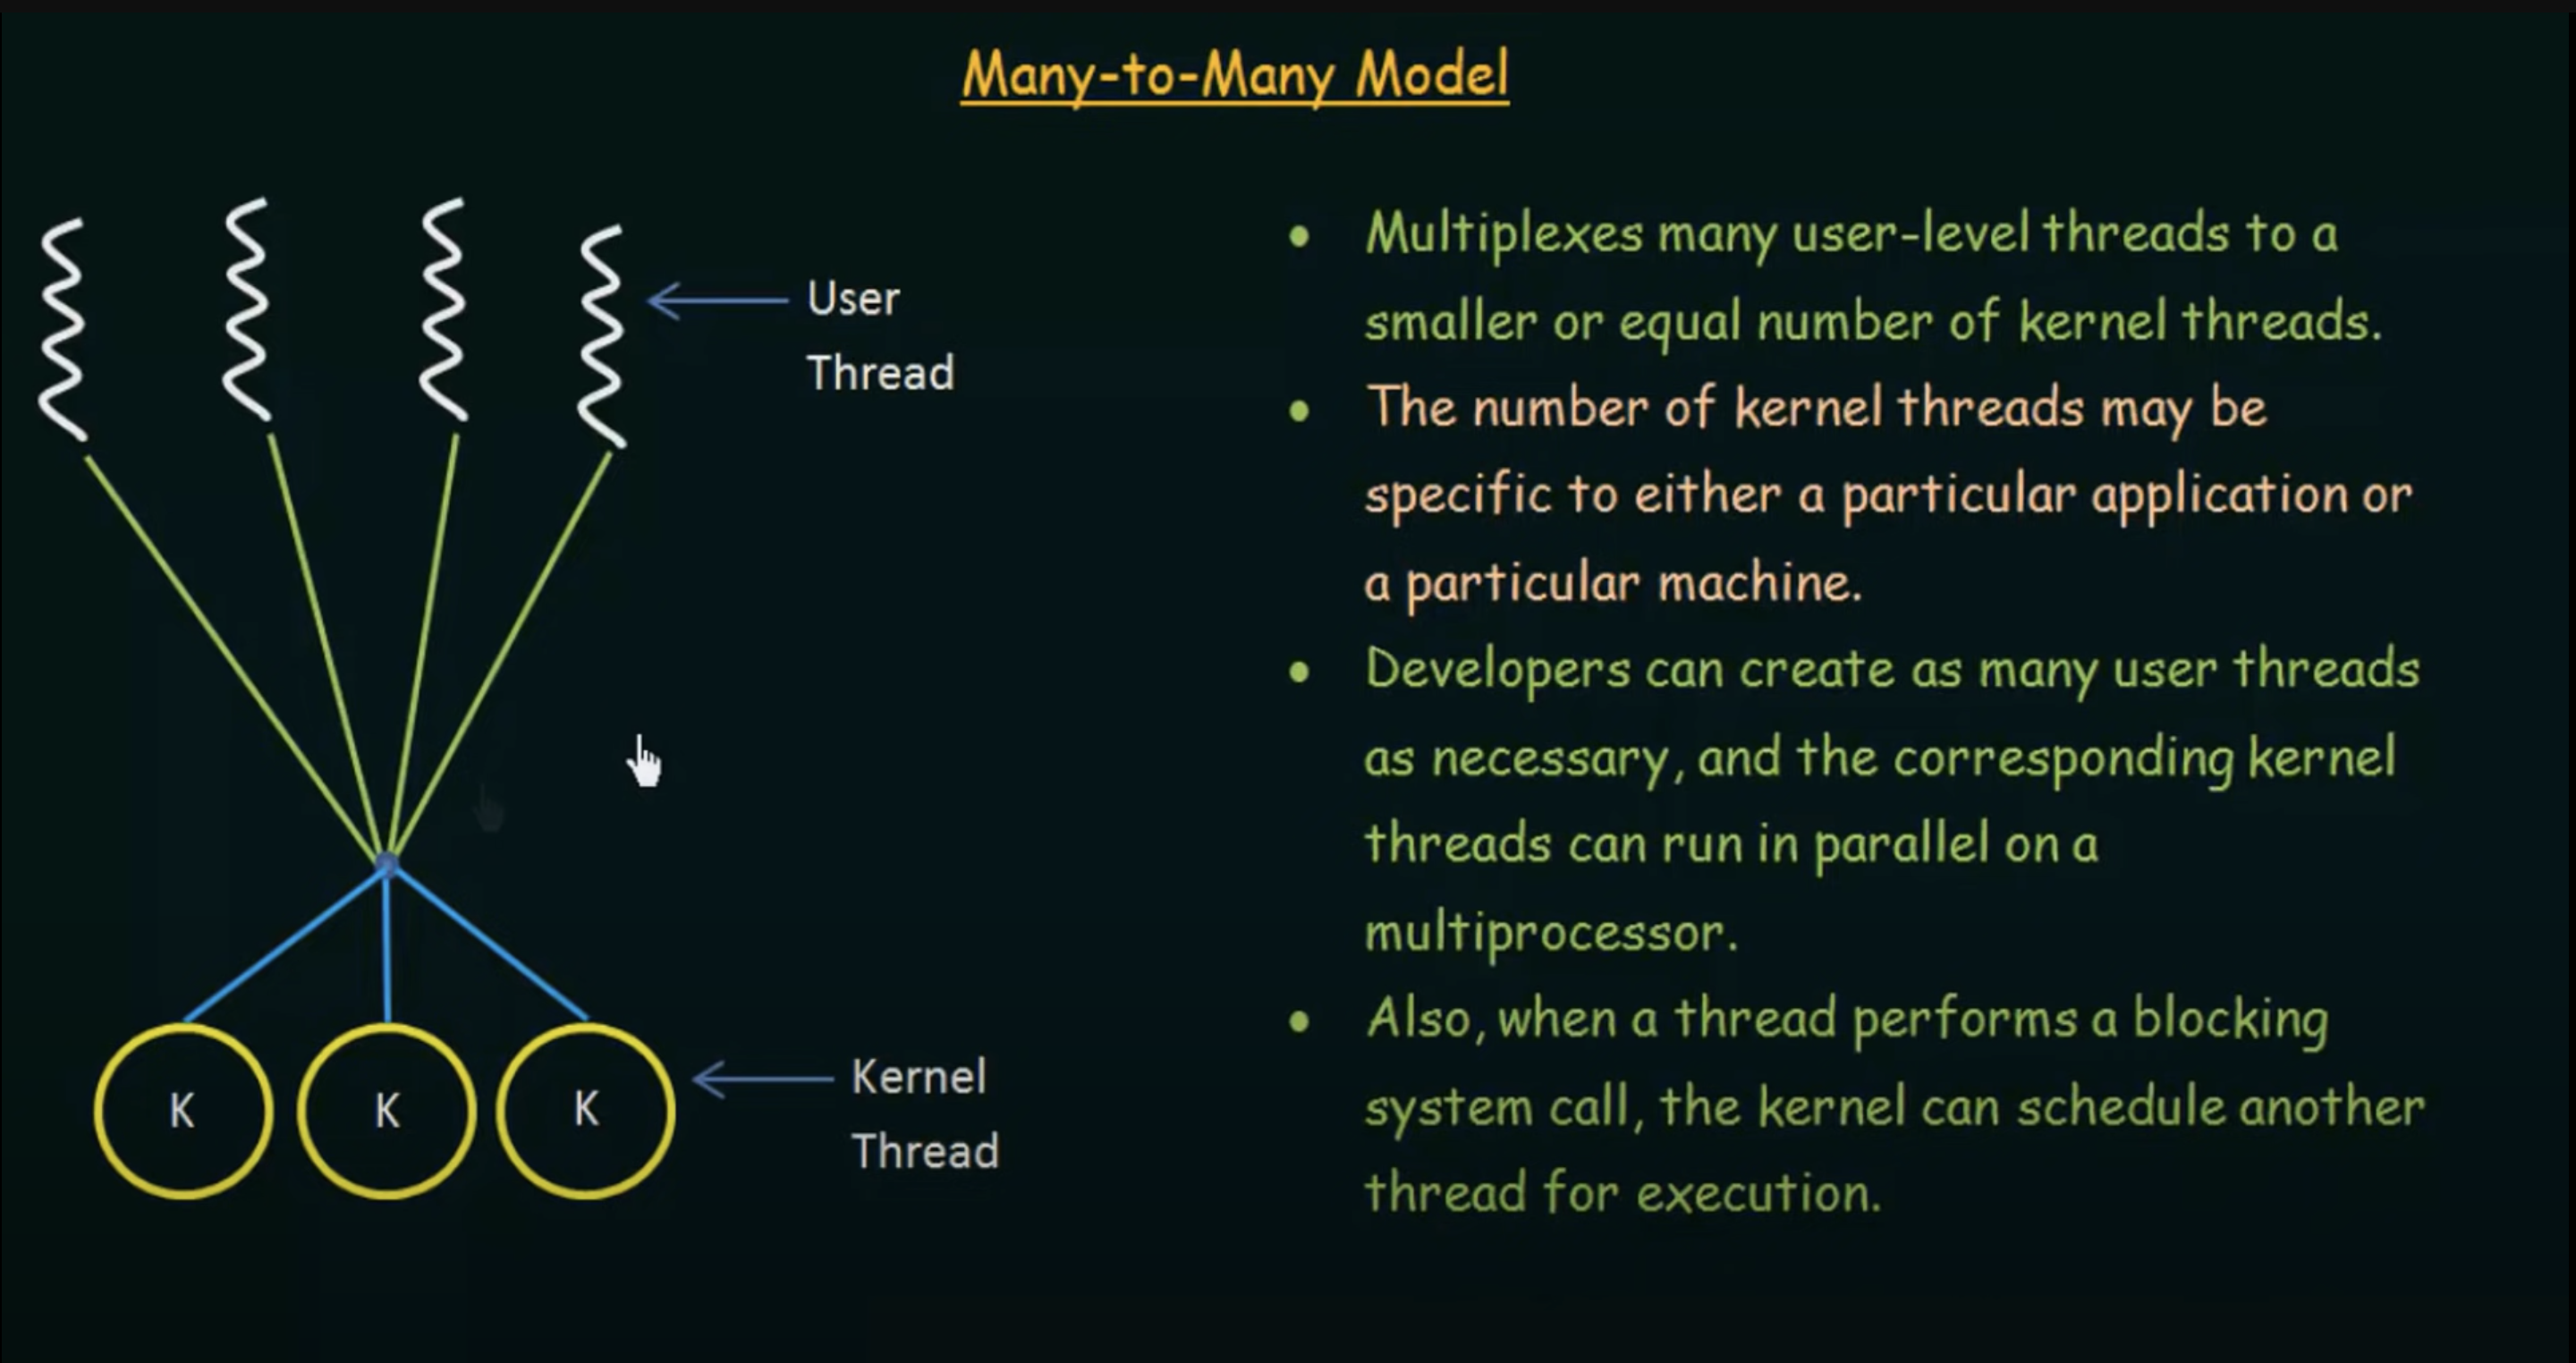 Many-to-Many Model
User
Thread
K
K
K
Kernel
Thread
• Multiplexes many user-level threads to a
smaller or equal number of kernel threads.
• The number of kernel threads may be
specific to either a particular application or
a particular machine.
• Developers can create as many user threads
as necessary, and the corresponding kernel
threads can run in parallel on a
multiprocessor.
• Also, when a thread performs a blocking
system call, the kernel can schedule another
thread for execution.